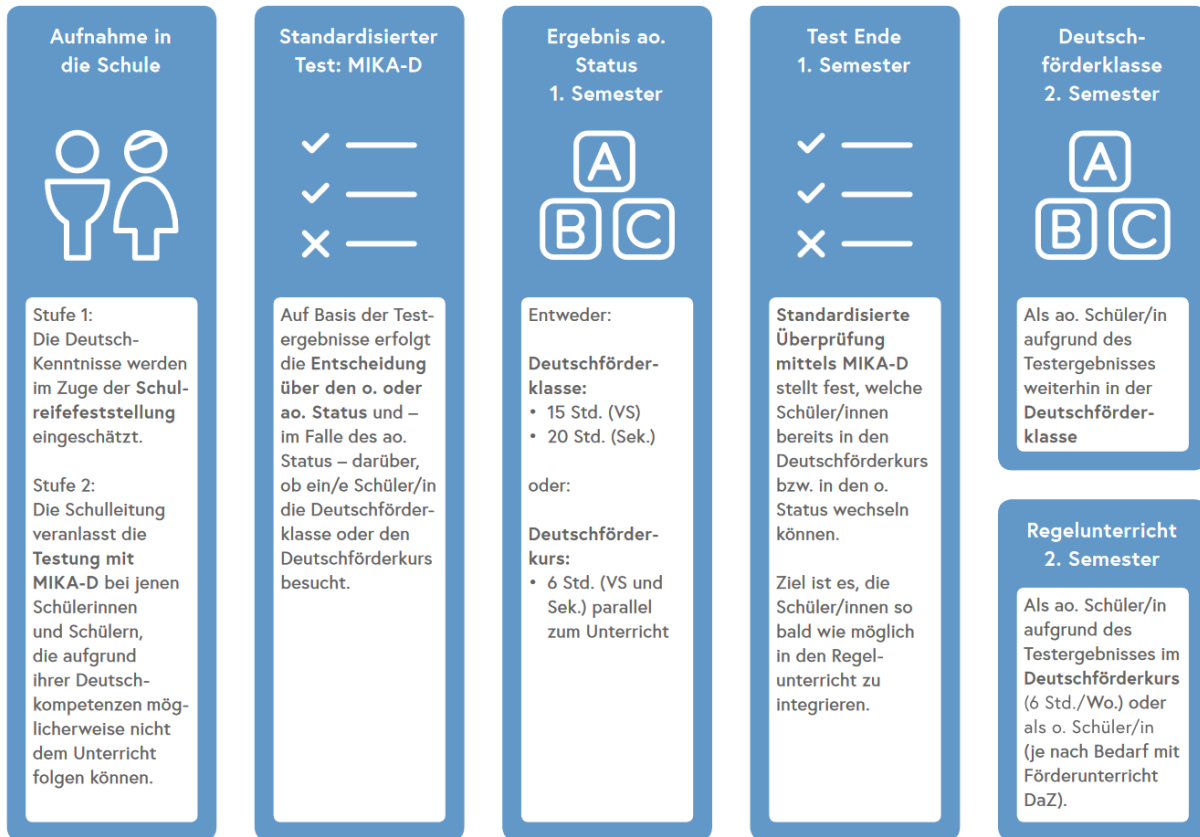 Aufnahme in
die Schule
Stufe 1:
Die Deutsch-
Kenntnisse werden
im Zuge der Schul-
reifefeststellung
eingeschätzt.
Stufe 2:
Die Schulleitung
veranlasst die
Testung mit
MIKA-D bei jenen
Schülerinnen
und Schülern,
die aufgrund
ihrer Deutsch-
kompetenzen mög-
licherweise nicht
dem Unterricht
folgen können.
Standardisierter
Test: MIKA-D
Auf Basis der Test-
ergebnisse erfolgt
die Entscheidung
über den o. oder
ao. Status und –
im Falle des ao.
Status – darüber,
ob ein/e Schüler/in
die Deutschförder-
klasse oder den
Deutschförderkurs
besucht.
Ergebnis ao.
Status
1. Semester
A
B C
Entweder:
Deutschförder-
klasse:
• 15 Std. (VS)
• 20 Std. (Sek.)
oder:
Deutschförder-
kurs:
• 6 Std. (VS und
Sek.) parallel
zum Unterricht
Test Ende
1. Semester
Standardisierte
Überprüfung
mittels MIKA-D
stellt fest, welche
Schüler/innen
bereits in den
Deutschförderkurs
bzw. in den o.
Status wechseln
können.
Ziel ist es, die
Schüler/innen so
bald wie möglich
in den Regel-
unterricht zu
integrieren.
Deutsch-
förderklasse
2. Semester
A
B C
Als ao. Schüler/in
aufgrund des
Testergebnisses
weiterhin in der
Deutschförder-
klasse
Regelunterricht
2. Semester
Als ao. Schüler/in
aufgrund des
Testergebnisses im
Deutschförderkurs
(6 Std./Wo.) oder
als o. Schüler/in
(je nach Bedarf mit
Förderunterricht
DaZ).